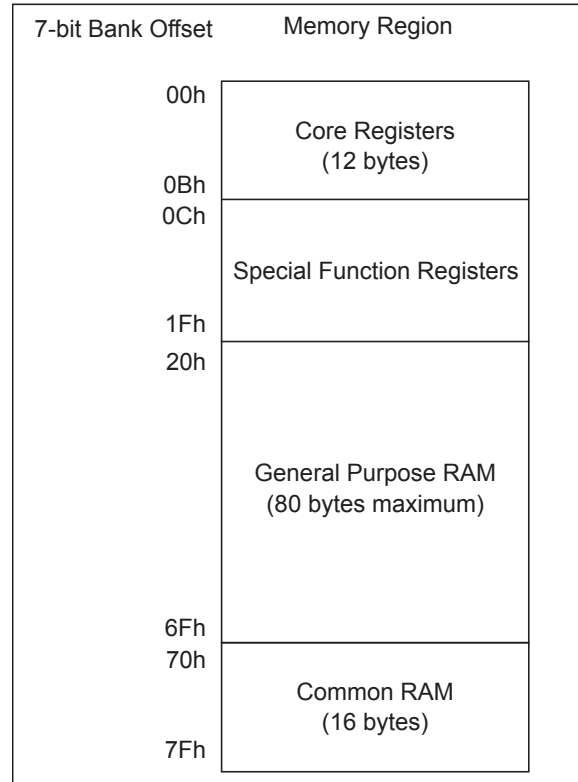 7-bit Bank Offset Memory Region
00h
Core Registers
(12 bytes)
0Bh
0Ch
Special Function Registers
1Fh
20h
General Purpose RAM
(80 bytes maximum)
6Fh
70h
Common RAM
(16 bytes)
7Fh